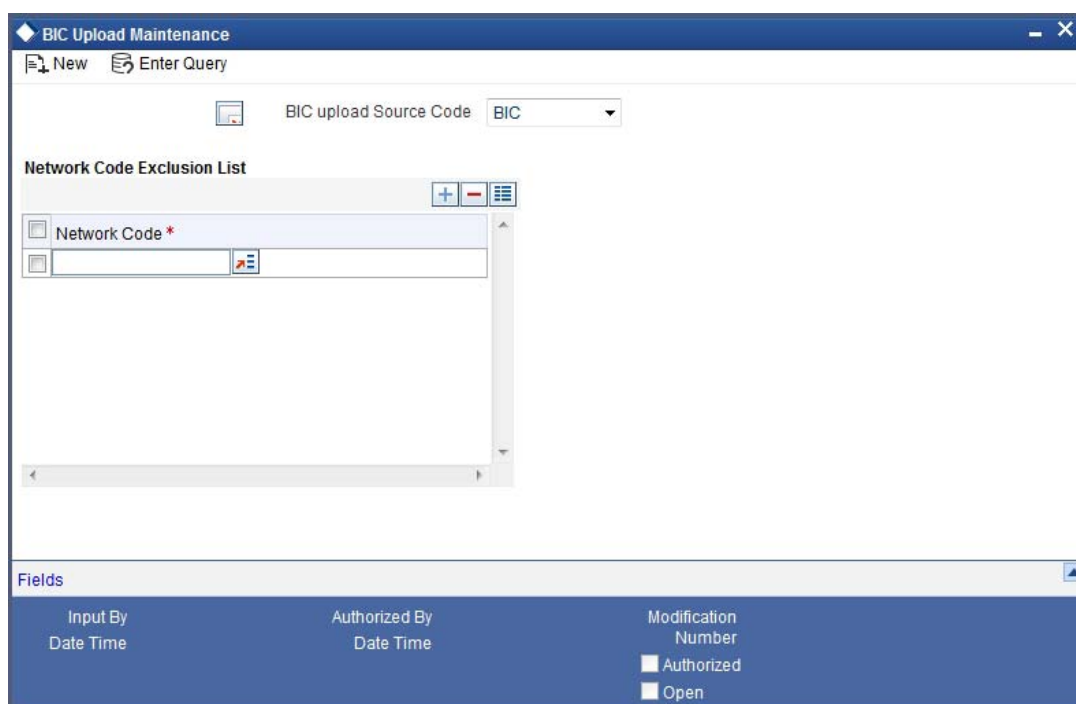 BIC Upload Maintenance
New Enter Query
BIC upload Source Code BIC
Network Code Exclusion List
Network Code *
Fields
Input By Authorized By Modification
Date Time Date Time Number
Authorized
Open